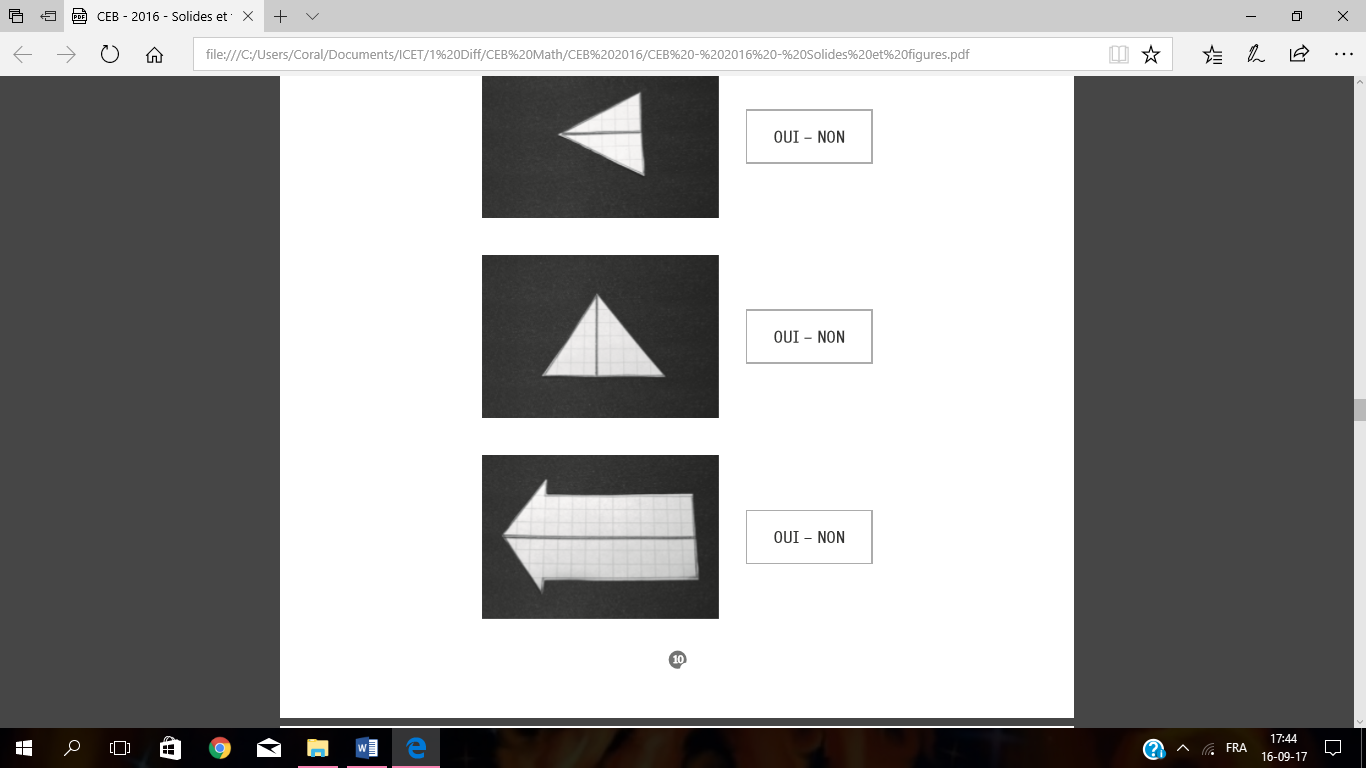 CEB - 2016 - Solides et
file:///C:/Users/Coral/Documents/ICET/1%20Diff/CEB%20Math/CEB%202016/CEB%20-%202016%20-%20Solides%20et%20figures.pdf
OUI – NON
OUI – NON
OUI – NON
10
FRA
17:44
16-09-17